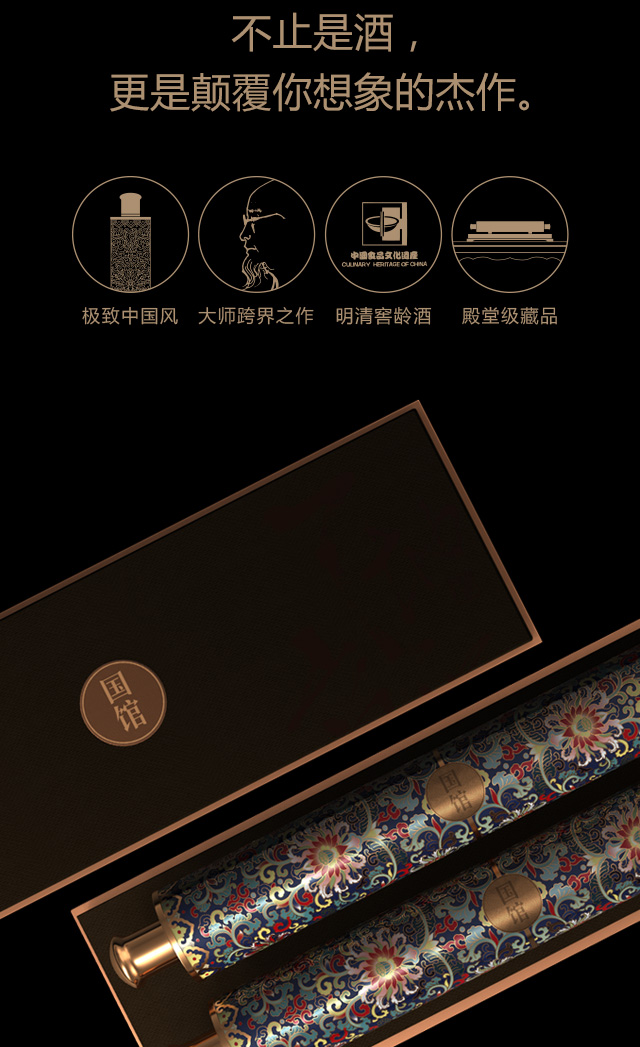 不止是酒，
更是颠覆你想象的杰作。
中国食品文化遗产
CULINARY HERITAGE OF CHINA
极致中国风 大师跨界之作 明清窖龄酒 殿堂级藏品
国馆
国馆
国馆